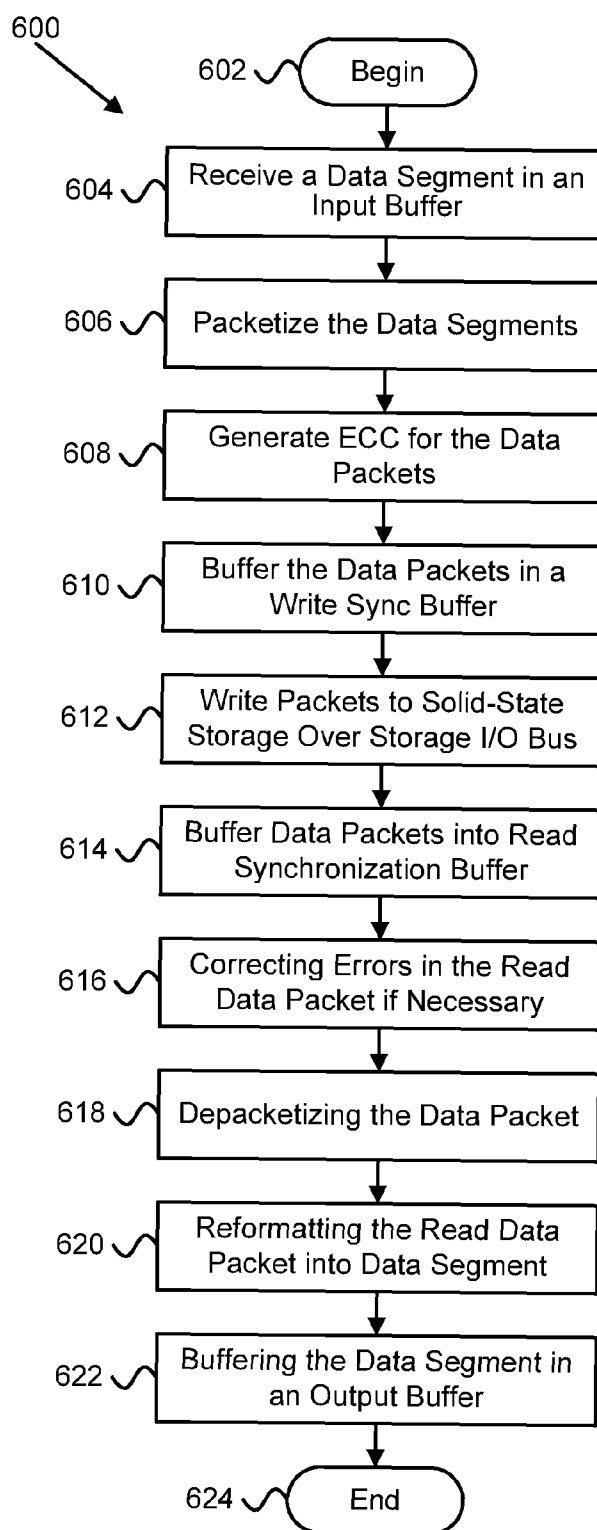 600
602
Begin
604
Receive a Data Segment in an
Input Buffer
606
Packetize the Data Segments
608
Generate ECC for the Data
Packets
610
Buffer the Data Packets in a
Write Sync Buffer
612
Write Packets to Solid-State
Storage Over Storage I/O Bus
614
Buffer Data Packets into Read
Synchronization Buffer
616
Correcting Errors in the Read
Data Packet if Necessary
618
Depacketizing the Data Packet
620
Reformatting the Read Data
Packet into Data Segment
622
Buffering the Data Segment in
an Output Buffer
624
End